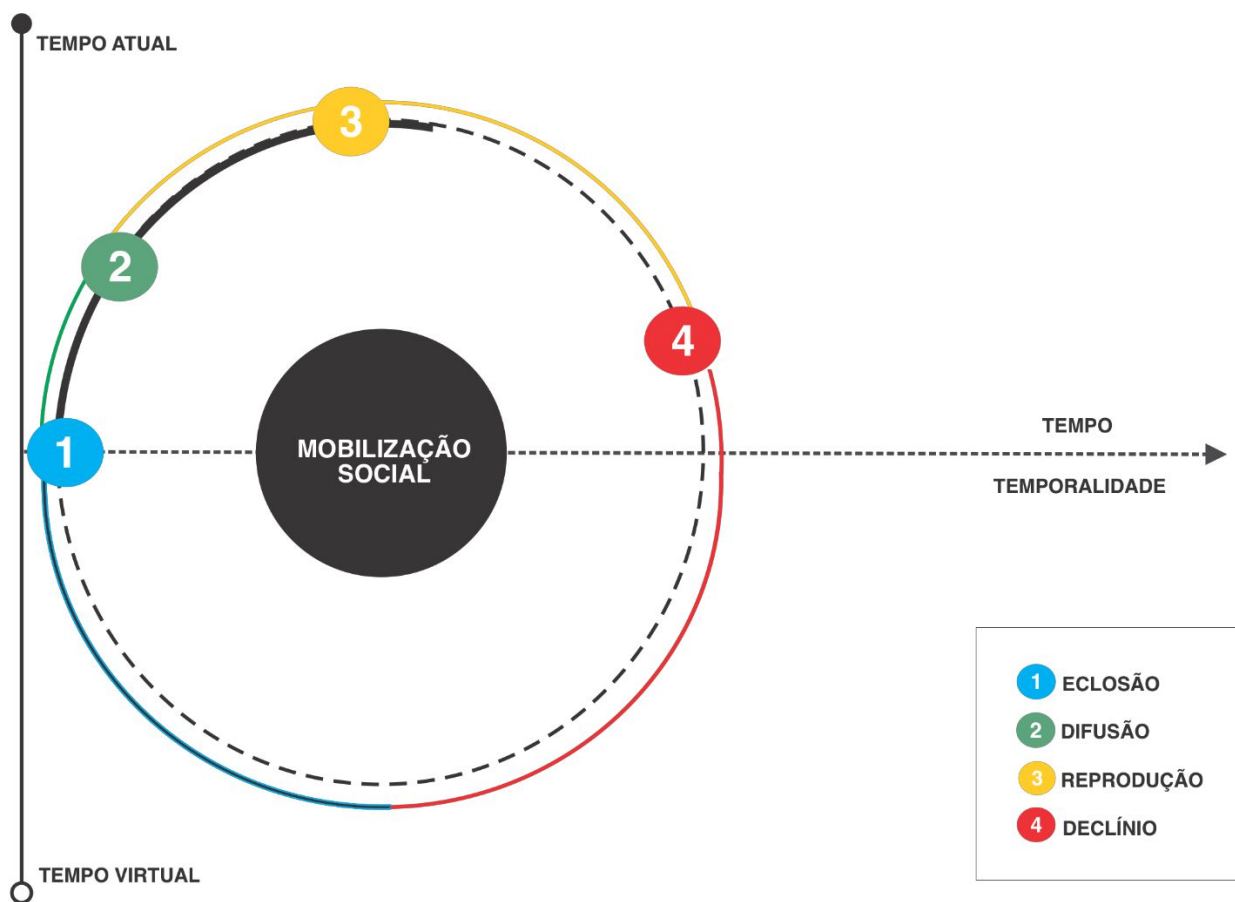 TEMPO ATUAL
3
2
4
1
MOBILIZAÇÃO
SOCIAL
TEMPO
TEMPORALIDADE
1 ECLOSÃO
2 DIFUSÃO
3 REPRODUÇÃO
4 DECLÍNIO
TEMPO VIRTUAL